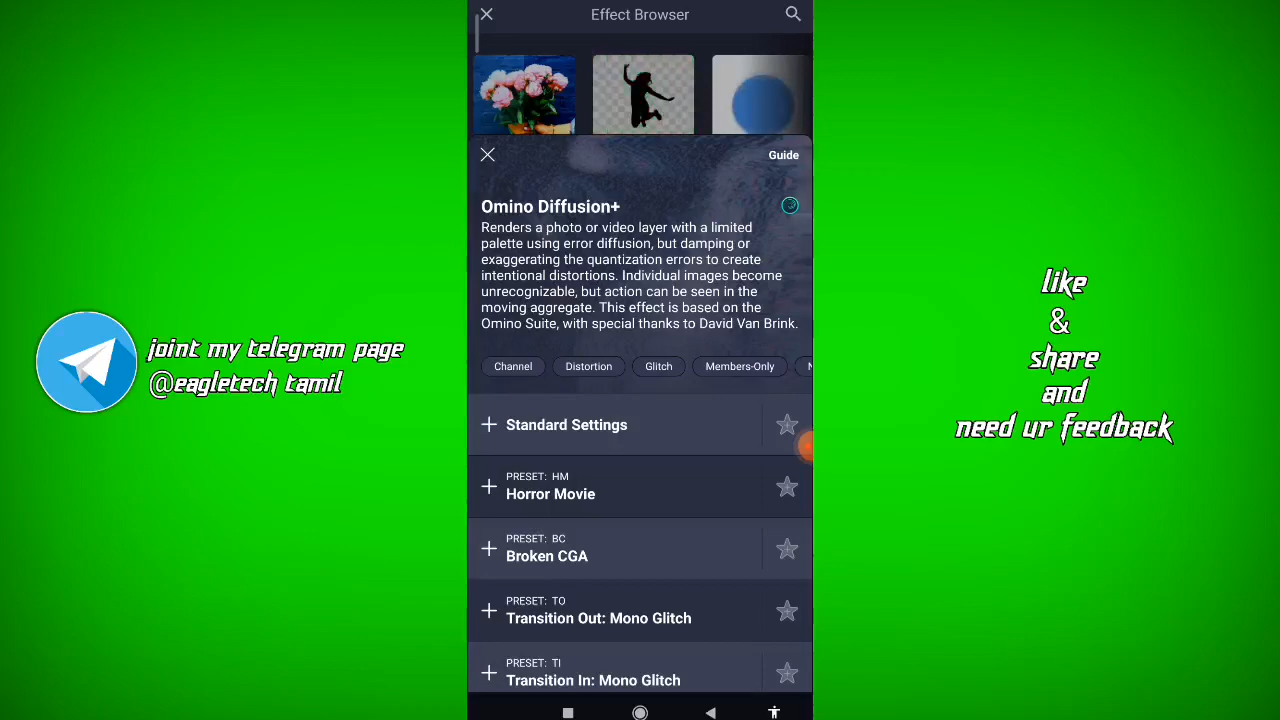 Effect Browser
Guide
Omino Diffusion+
Renders a photo or video layer with a limited
palette using error diffusion, but damping or
exaggerating the quantization errors to create
intentional distortions. Individual images become
unrecognizable, but action can be seen in the
moving aggregate. This effect is based on the
Omino Suite, with special thanks to David Van Brink.
Channel
Distortion
Glitch
Members-Only
Standard Settings
PRESET: HM
Horror Movie
PRESET: BC
Broken CGA
PRESET: TO
Transition Out: Mono Glitch
PRESET: TI
Transition In: Mono Glitch
joint my telegram page
@eagletech tamil
like
&
share
and
need ur feedback